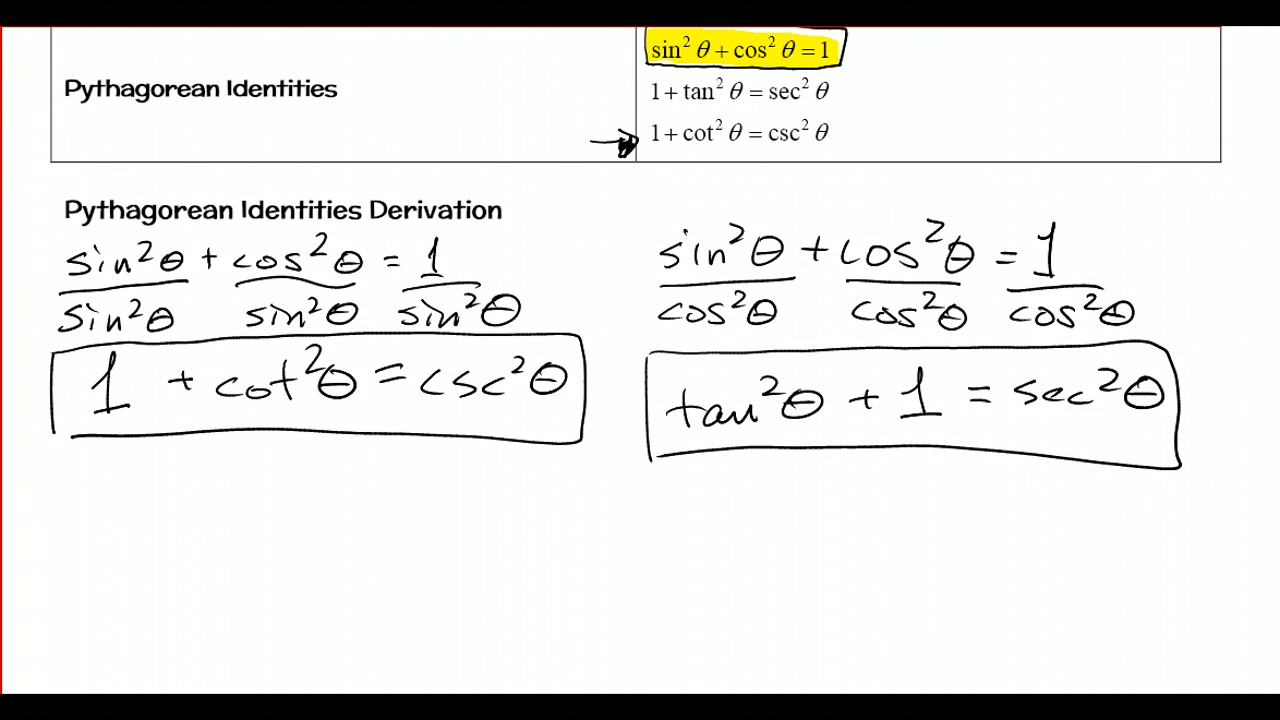 sin² θ + cos² θ = 1
Pythagorean Identities
1 + tan² θ = sec² θ
1 + cot² θ = csc² θ
Pythagorean Identities Derivation
sin²θ + cos²θ = 1
sin²θ sin²θ sin²θ
1 + cot²θ = csc²θ
sin²θ + cos²θ = 1
cos²θ cos²θ cos²θ
tan²θ + 1 = sec²θ